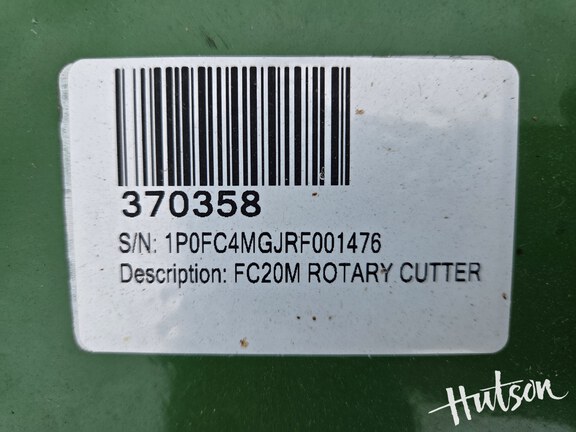 370358
S/N: 1P0FC4MGJRF001476
Description: FC20M ROTARY CUTTER
Hutson